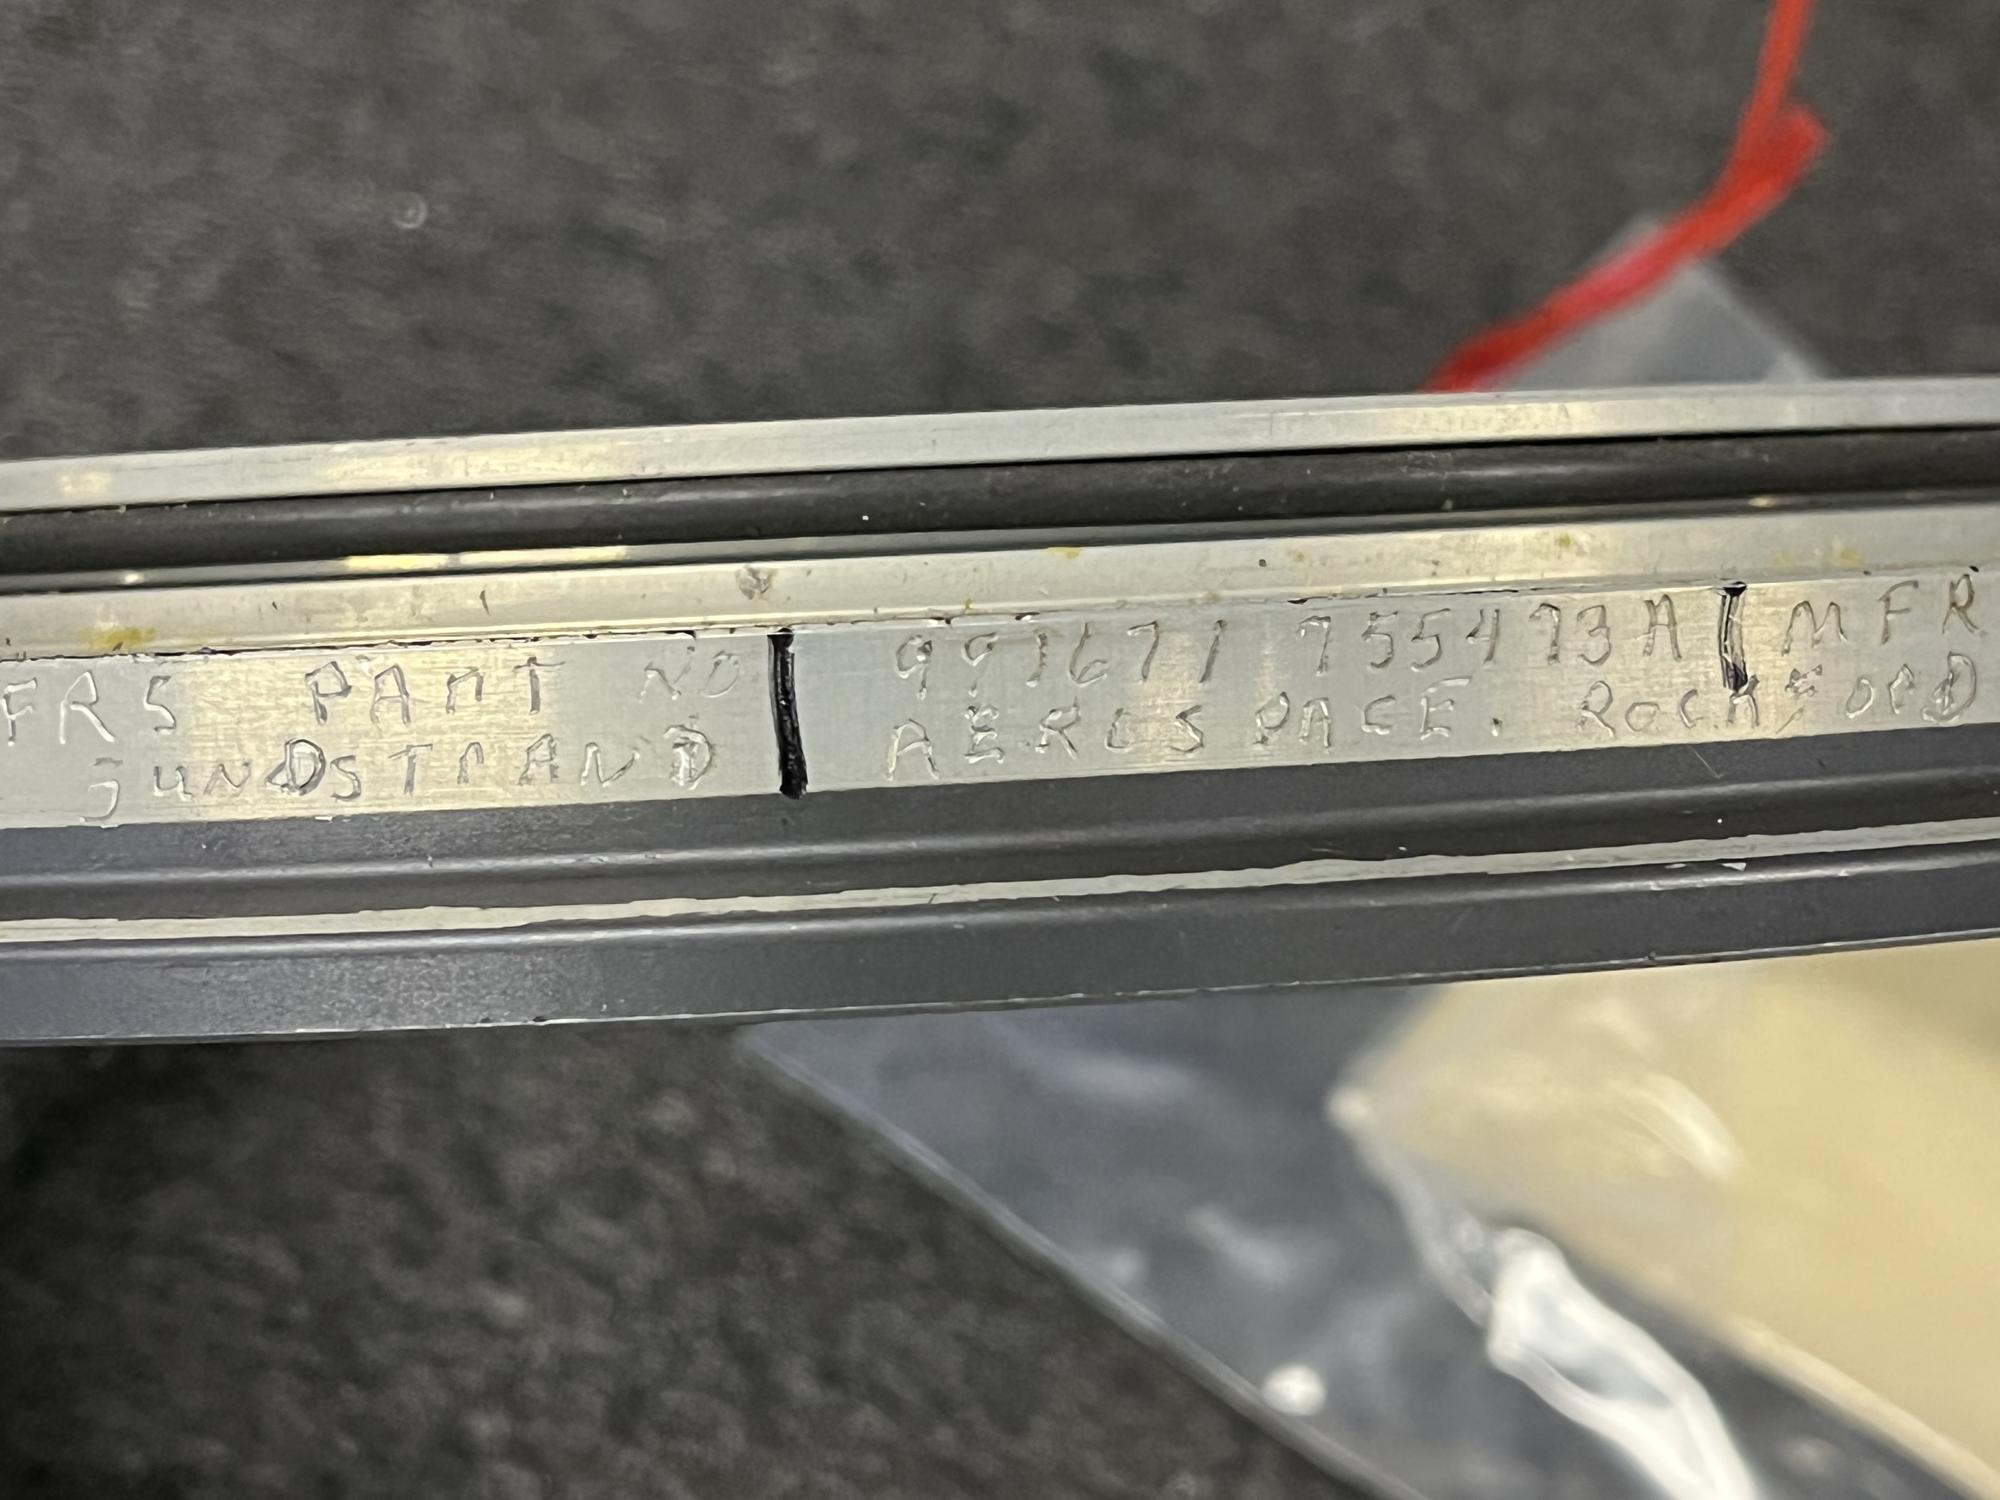 FRS PART NO 997671 755473A MFR
SUNDSTRAND AEROSPACE. ROCKFORD